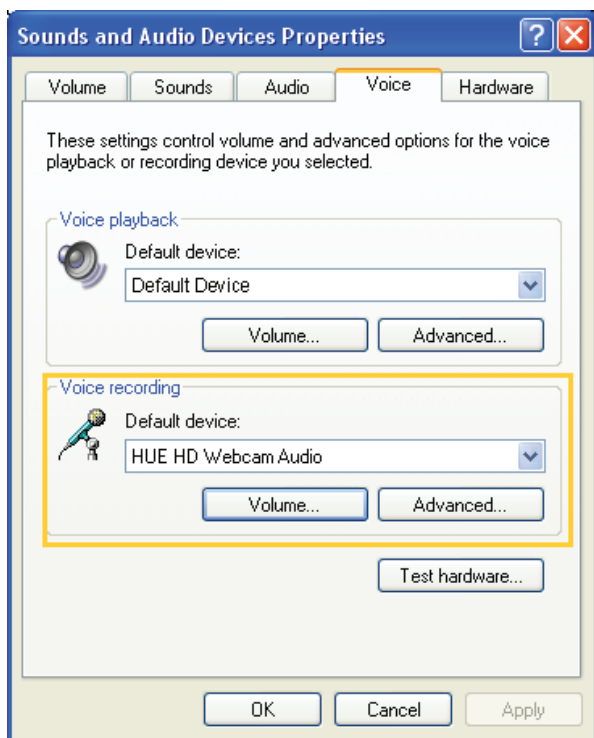 Sounds and Audio Devices Properties
?
Volume Sounds Audio Voice Hardware
These settings control volume and advanced options for the voice
playback or recording device you selected.
Voice playback
Default device:
Default Device
Volume... Advanced...
Voice recording
Default device:
HUE HD Webcam Audio
Volume... Advanced...
Test hardware...
OK Cancel Apply